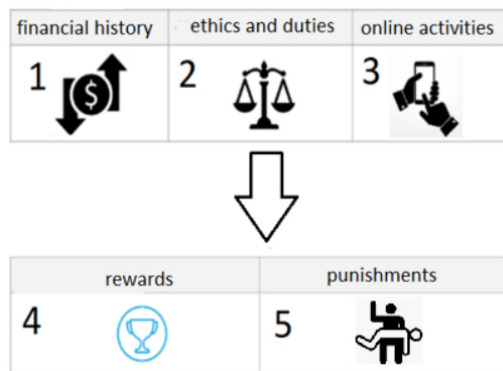 financial history
ethics and duties
online activities
1
2
3
$
rewards
punishments
4
5